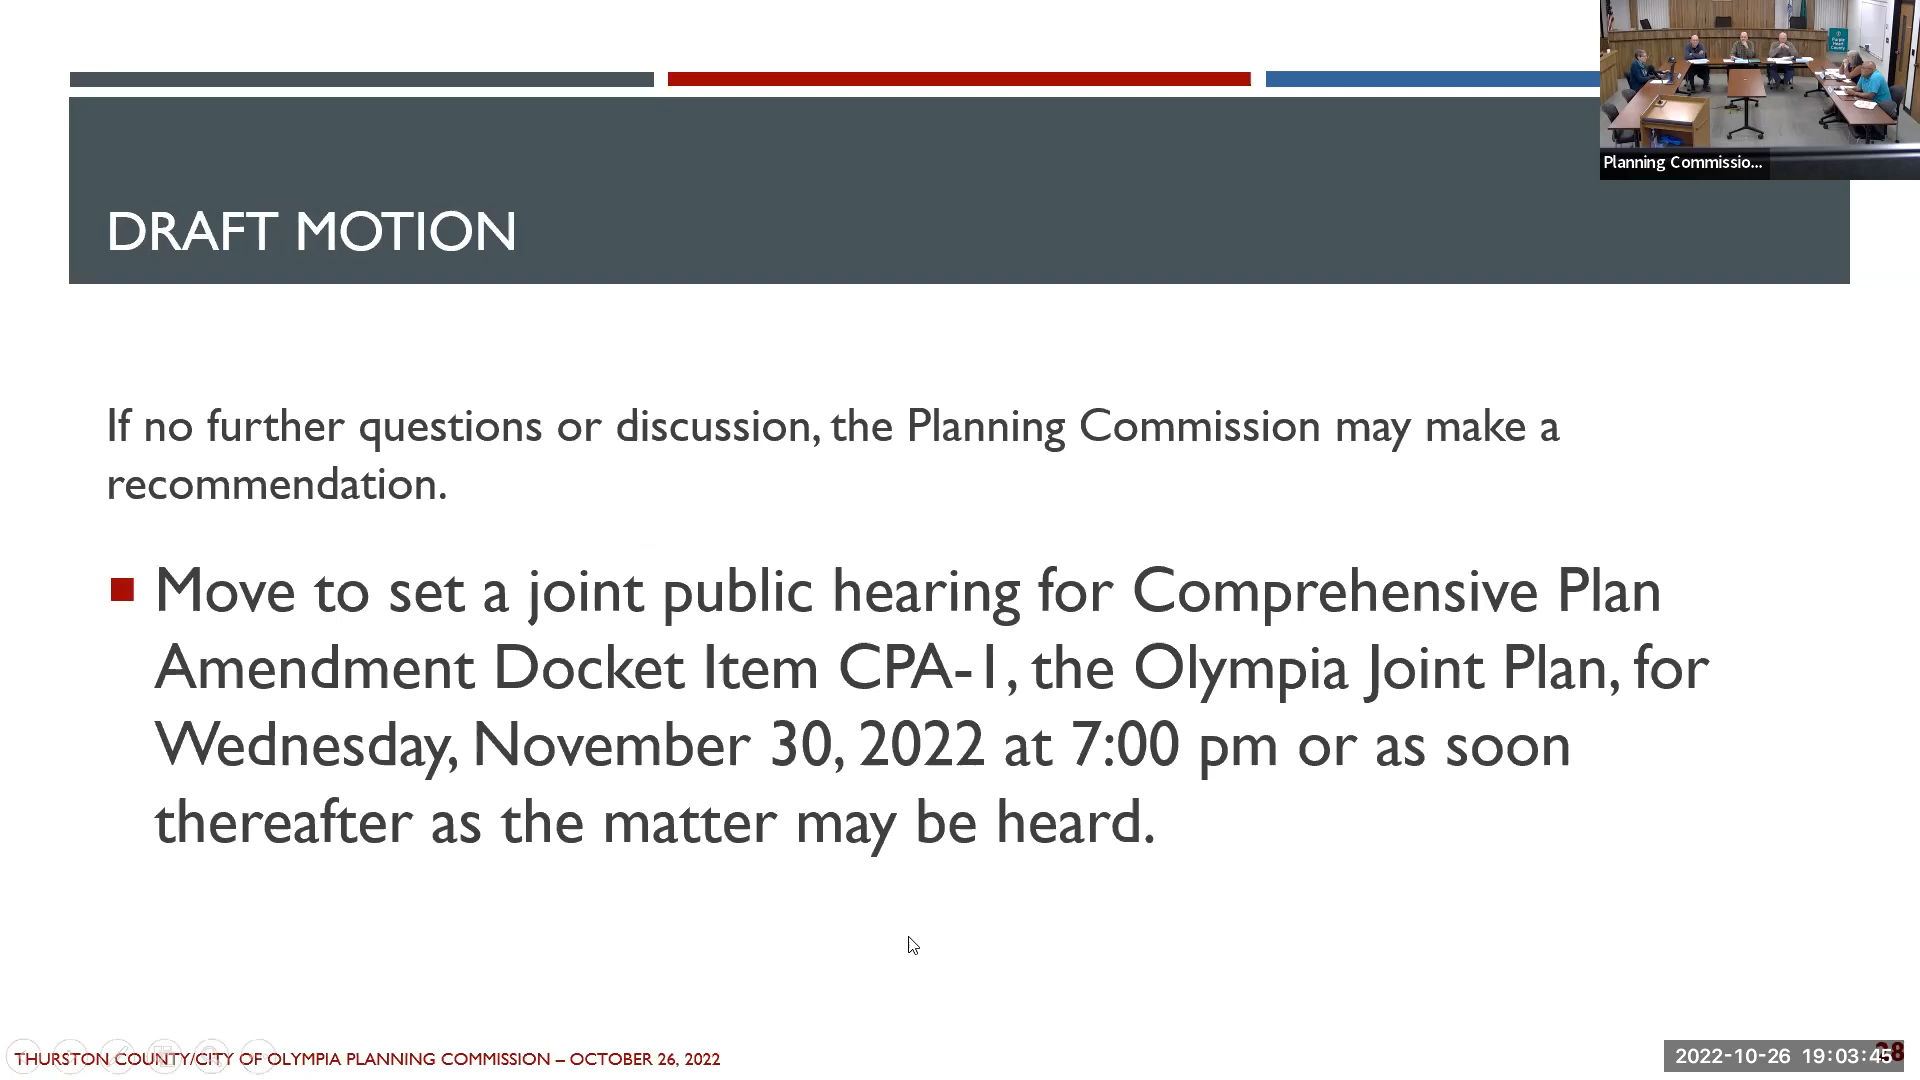 Planning Commissio...
DRAFT MOTION
If no further questions or discussion, the Planning Commission may make a
recommendation.
Move to set a joint public hearing for Comprehensive Plan
Amendment Docket Item CPA-1, the Olympia Joint Plan, for
Wednesday, November 30, 2022 at 7:00 pm or as soon
thereafter as the matter may be heard.
THURSTON COUNTY/CITY OF OLYMPIA PLANNING COMMISSION – OCTOBER 26, 2022
2022-10-26 19:03:45